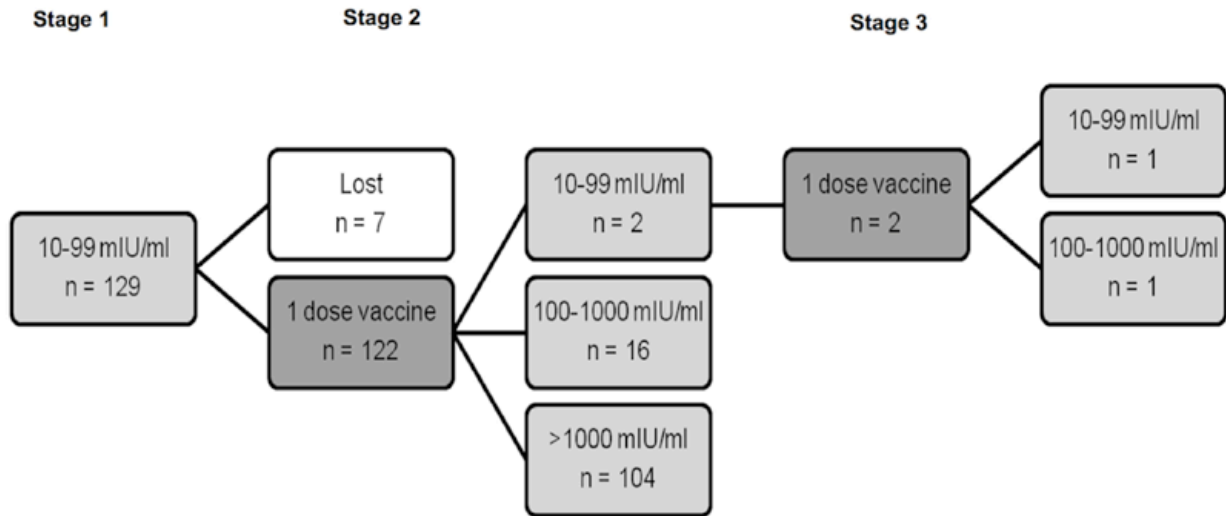 Stage 1
Stage 2
Stage 3
10-99 mIU/ml
n = 129
Lost
n = 7
1 dose vaccine
n = 122
10-99 mIU/ml
n = 2
100-1000 mIU/ml
n = 16
>1000 mIU/ml
n = 104
1 dose vaccine
n = 2
10-99 mIU/ml
n = 1
100-1000 mIU/ml
n = 1